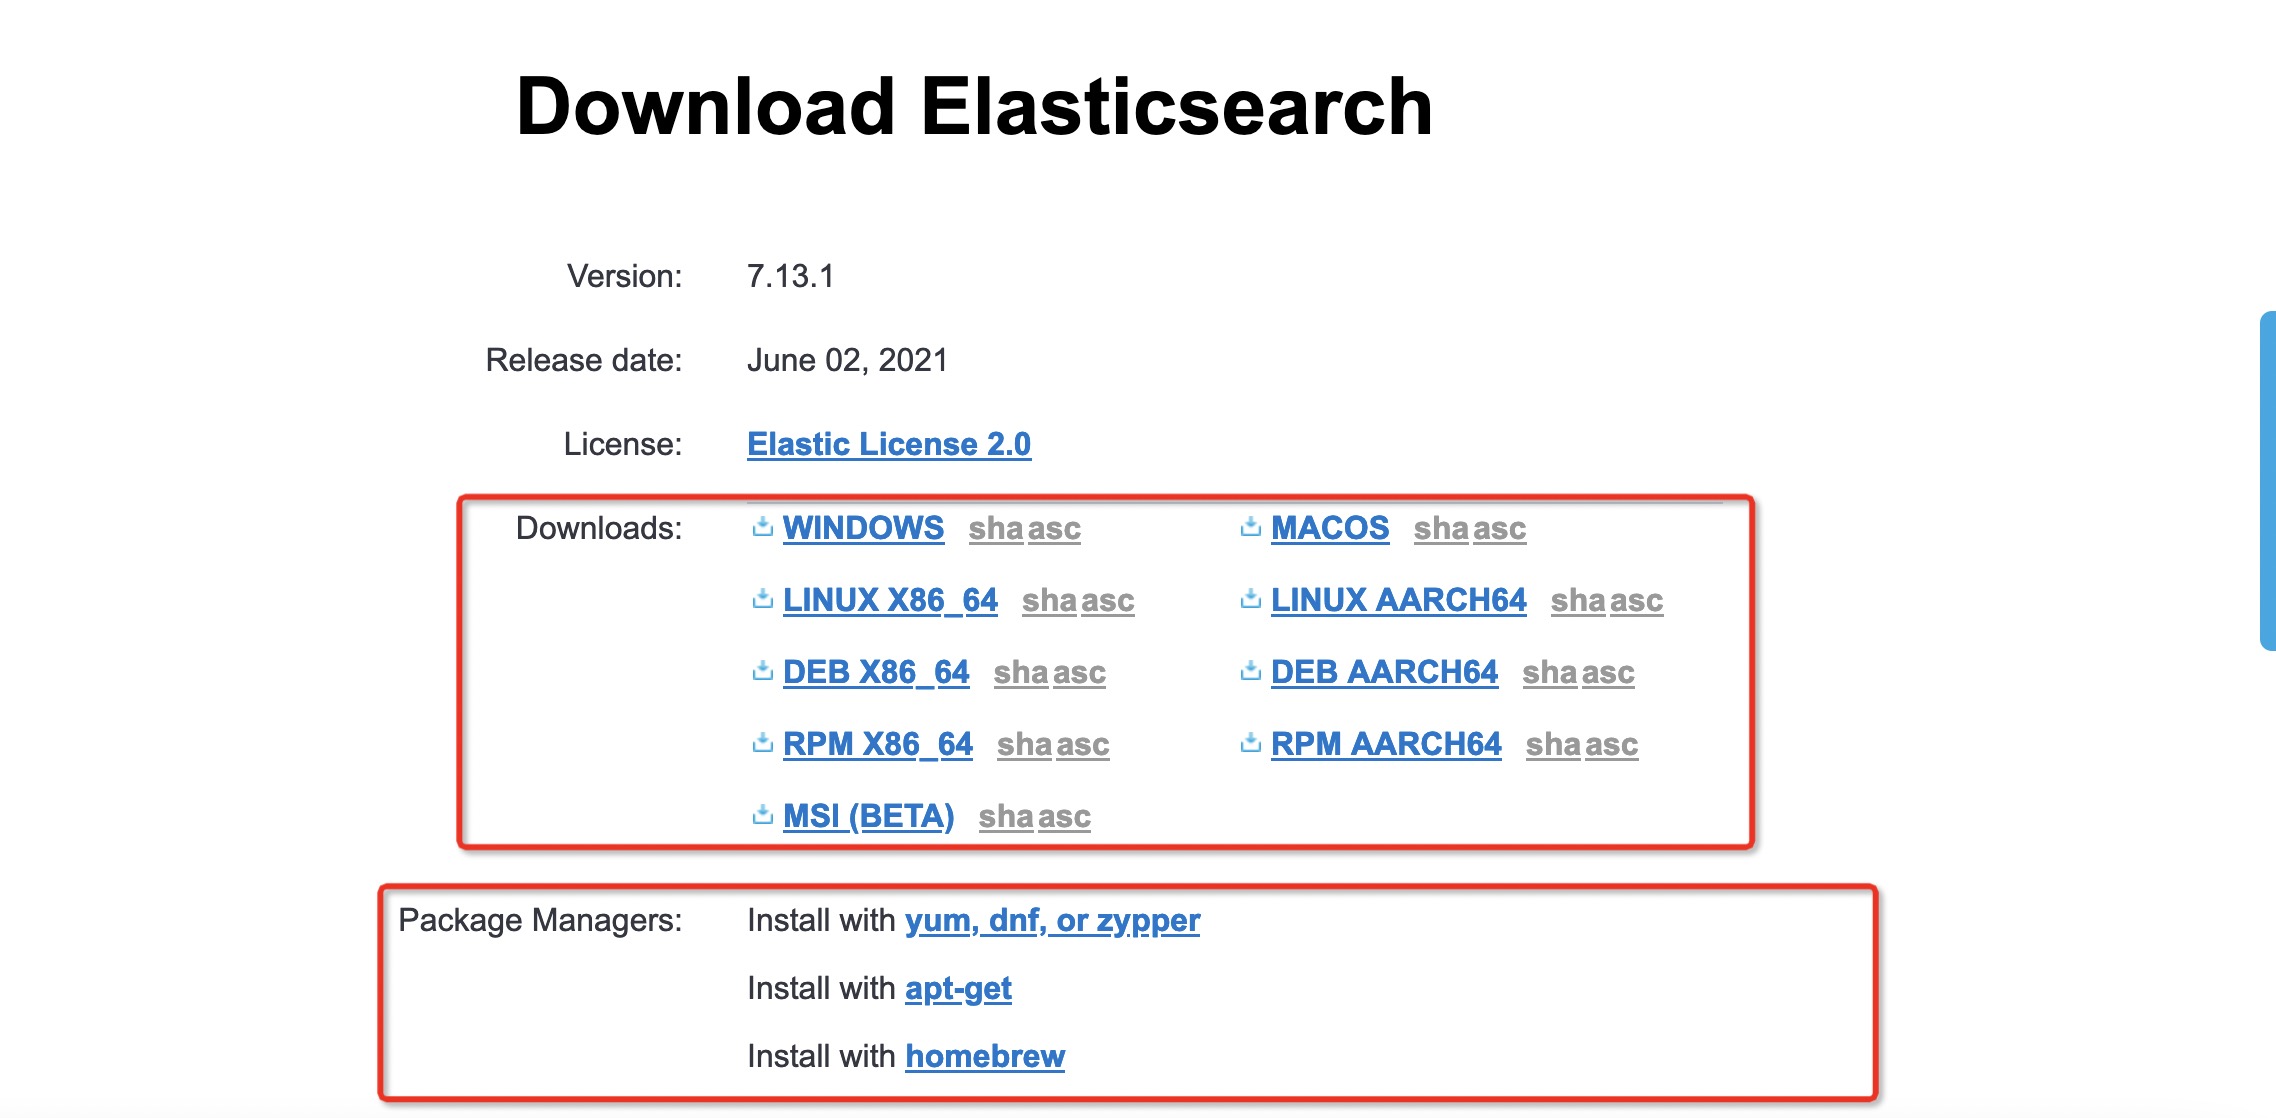 Download Elasticsearch
Version: 7.13.1
Release date: June 02, 2021
License: Elastic License 2.0
Downloads: WINDOWS sha asc MACOS sha asc
LINUX X86_64 sha asc LINUX AARCH64 sha asc
DEB X86_64 sha asc DEB AARCH64 sha asc
RPM X86_64 sha asc RPM AARCH64 sha asc
MSI (BETA) sha asc
Package Managers: Install with yum, dnf, or zypper
Install with apt-get
Install with homebrew